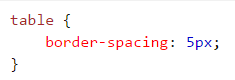 table {
    border-spacing: 5px;
}